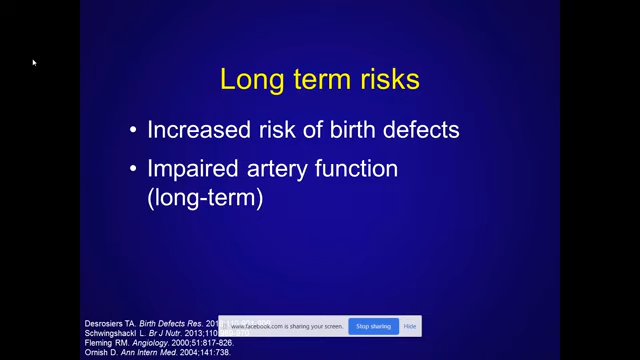 Long term risks
• Increased risk of birth defects
• Impaired artery function
(long-term)
Desrosiers TA. Birth Defects Res.
Schwingshackl L. Br J Nutr. 2013;110
Fleming RM. Angiology. 2000;51:817-826.
Ornish D. Ann Intern Med. 2004;141:738.
www.facebook.com is sharing your screen.
Stop sharing
Hide